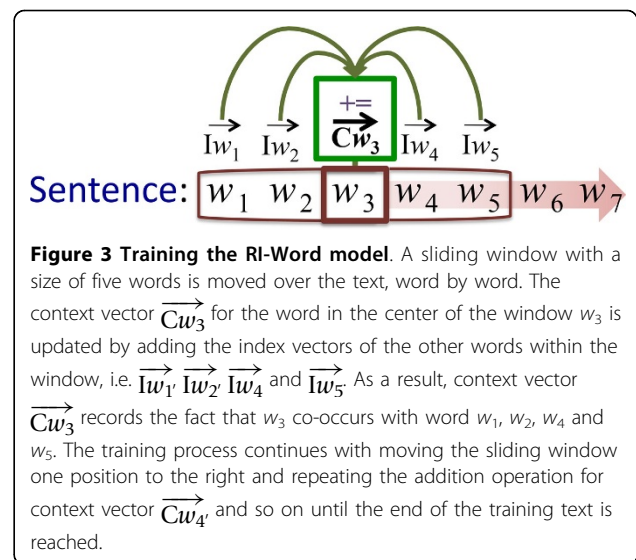 +=
Iw₁ Iw₂ Cw₃ Iw₄ Iw₅
Sentence: w₁ w₂ w₃ w₄ w₅ w₆ w₇
Figure 3 Training the RI-Word model. A sliding window with a
size of five words is moved over the text, word by word. The
context vector Cw₃ for the word in the center of the window w₃ is
updated by adding the index vectors of the other words within the
window, i.e. Iw₁, Iw₂, Iw₄ and Iw₅. As a result, context vector
Cw₃ records the fact that w₃ co-occurs with word w₁, w₂, w₄ and
w₅. The training process continues with moving the sliding window
one position to the right and repeating the addition operation for
context vector Cw₄, and so on until the end of the training text is
reached.